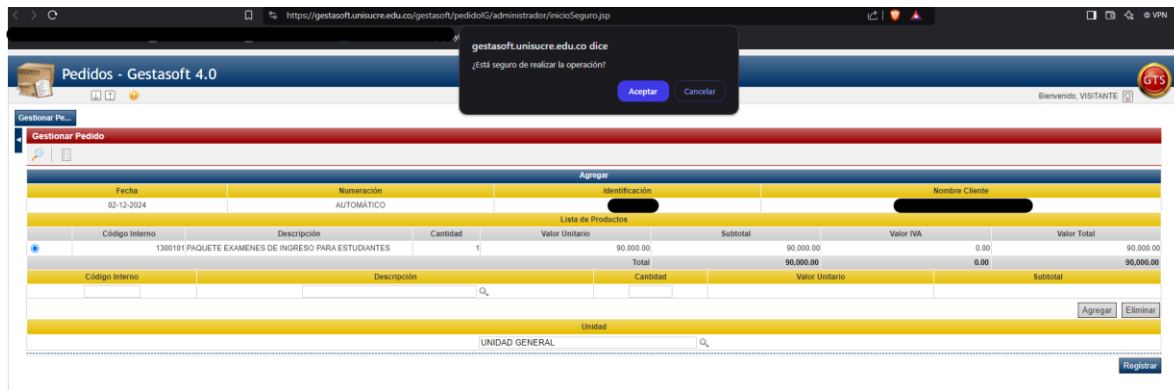 https://gestasoft.unisucre.edu.co/gestasoft/pedidoIG/administrador/inicioSeguro.jsp
VPN
gestasoft.unisucre.edu.co dice
¿Está seguro de realizar la operación?
Aceptar Cancelar
Pedidos - Gestasoft 4.0
GTS
Bienvenido, VISITANTE
Gestionar Pe...
Gestionar Pedido
Agregar
Fecha Numeración Identificación Nombre Cliente
02-12-2024 AUTOMÁTICO
Lista de Productos
Código Interno Descripción Cantidad Valor Unitario Subtotal Valor IVA Valor Total
1300101 PAQUETE EXAMENES DE INGRESO PARA ESTUDIANTES 1 90,000.00 90,000.00 0.00 90,000.00
Total 90,000.00 0.00 90,000.00
Código Interno Descripción Cantidad Valor Unitario Subtotal
Agregar Eliminar
Unidad
UNIDAD GENERAL
Registrar